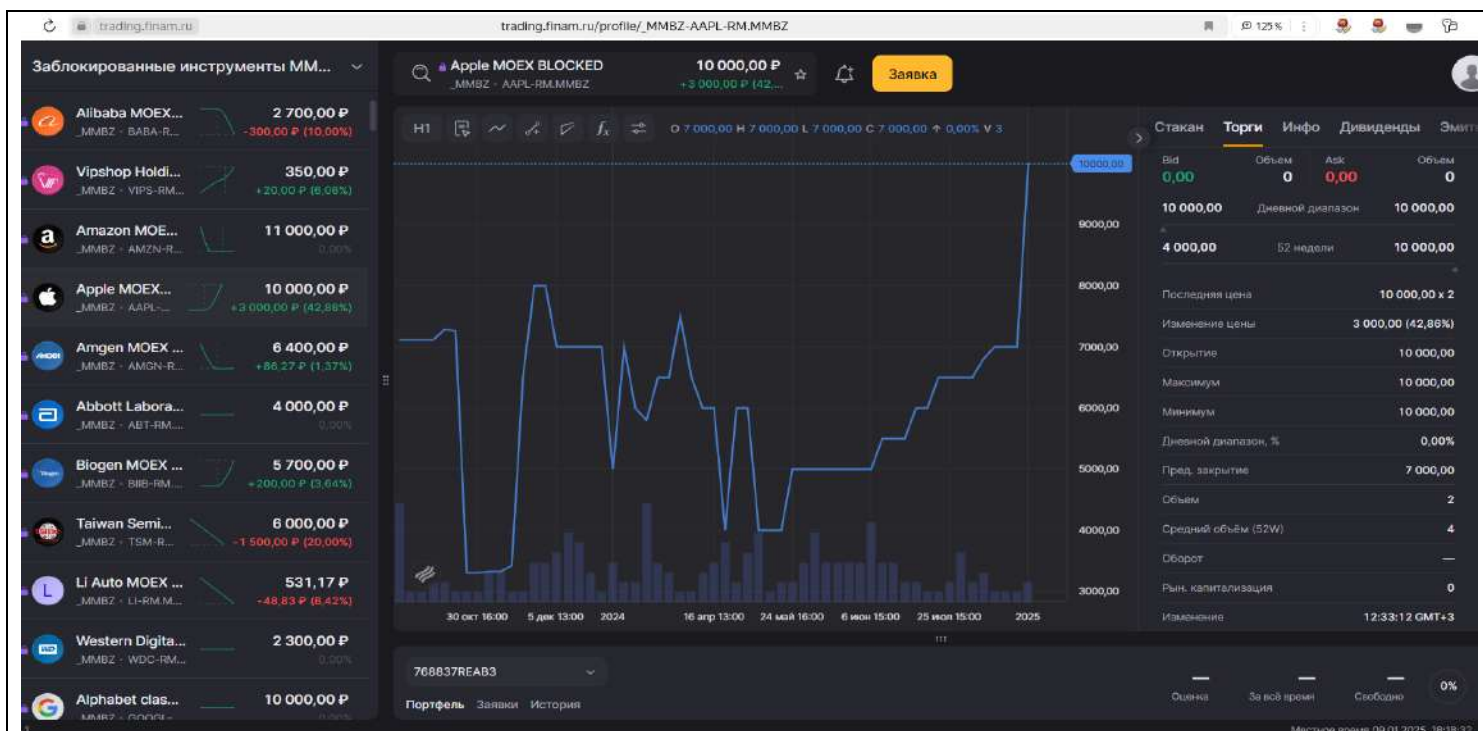 trading.finam.ru
trading.finam.ru/profile/_MMBZ-AAPL-RM.MMBZ
125 %
Заблокированные инструменты MM...
Alibaba MOEX... 2 700,00 ₽
_MMBZ · BABA-R... -300,00 ₽ (10,00%)
Vipshop Holdi... 350,00 ₽
_MMBZ · VIPS-RM... +20,00 ₽ (6,06%)
Amazon MOE... 11 000,00 ₽
_MMBZ · AMZN-R... 0,00%
Apple MOEX... 10 000,00 ₽
_MMBZ · AAPL-... +3 000,00 ₽ (42,86%)
Amgen MOEX ... 6 400,00 ₽
_MMBZ · AMGN-R... +86,27 ₽ (1,37%)
Abbott Labora... 4 000,00 ₽
_MMBZ · ABT-RM.... 0,00%
Biogen MOEX ... 5 700,00 ₽
_MMBZ · BIIB-RM.... +200,00 ₽ (3,64%)
Taiwan Semi... 6 000,00 ₽
_MMBZ · TSM-R... -1 500,00 ₽ (20,00%)
Li Auto MOEX ... 531,17 ₽
_MMBZ · LI-RM.M... -48,83 ₽ (8,42%)
Western Digita... 2 300,00 ₽
_MMBZ · WDC-RM... 0,00%
Alphabet clas... 10 000,00 ₽
_MMBZ · GOOGL-... 0,00%
Apple MOEX BLOCKED 10 000,00 ₽
_MMBZ · AAPL-RM.MMBZ +3 000,00 ₽ (42,...
Заявка
H1 fx O 7 000,00 H 7 000,00 L 7 000,00 C 7 000,00 0,00% V 3
10000,00
9000,00
8000,00
7000,00
6000,00
5000,00
4000,00
3000,00
30 окт 16:00 5 дек 13:00 2024 16 апр 13:00 24 май 16:00 6 июн 15:00 25 июл 15:00 2025
768837REAB3
Портфель Заявки История
Стакан Торги Инфо Дивиденды Эмит
Bid Объем Ask Объем
0,00 0 0,00 0
10 000,00 Дневной диапазон 10 000,00
4 000,00 52 недели 10 000,00
Последняя цена 10 000,00 x 2
Изменение цены 3 000,00 (42,86%)
Открытие 10 000,00
Максимум 10 000,00
Минимум 10 000,00
Дневной диапазон, % 0,00%
Пред. закрытие 7 000,00
Объем 2
Средний объём (52W) 4
Оборот —
Рын. капитализация 0
Изменение 12:33:12 GMT+3
— — — 0%
Оценка За всё время Свободно
Местное время 09.01.2025, 18:18:32